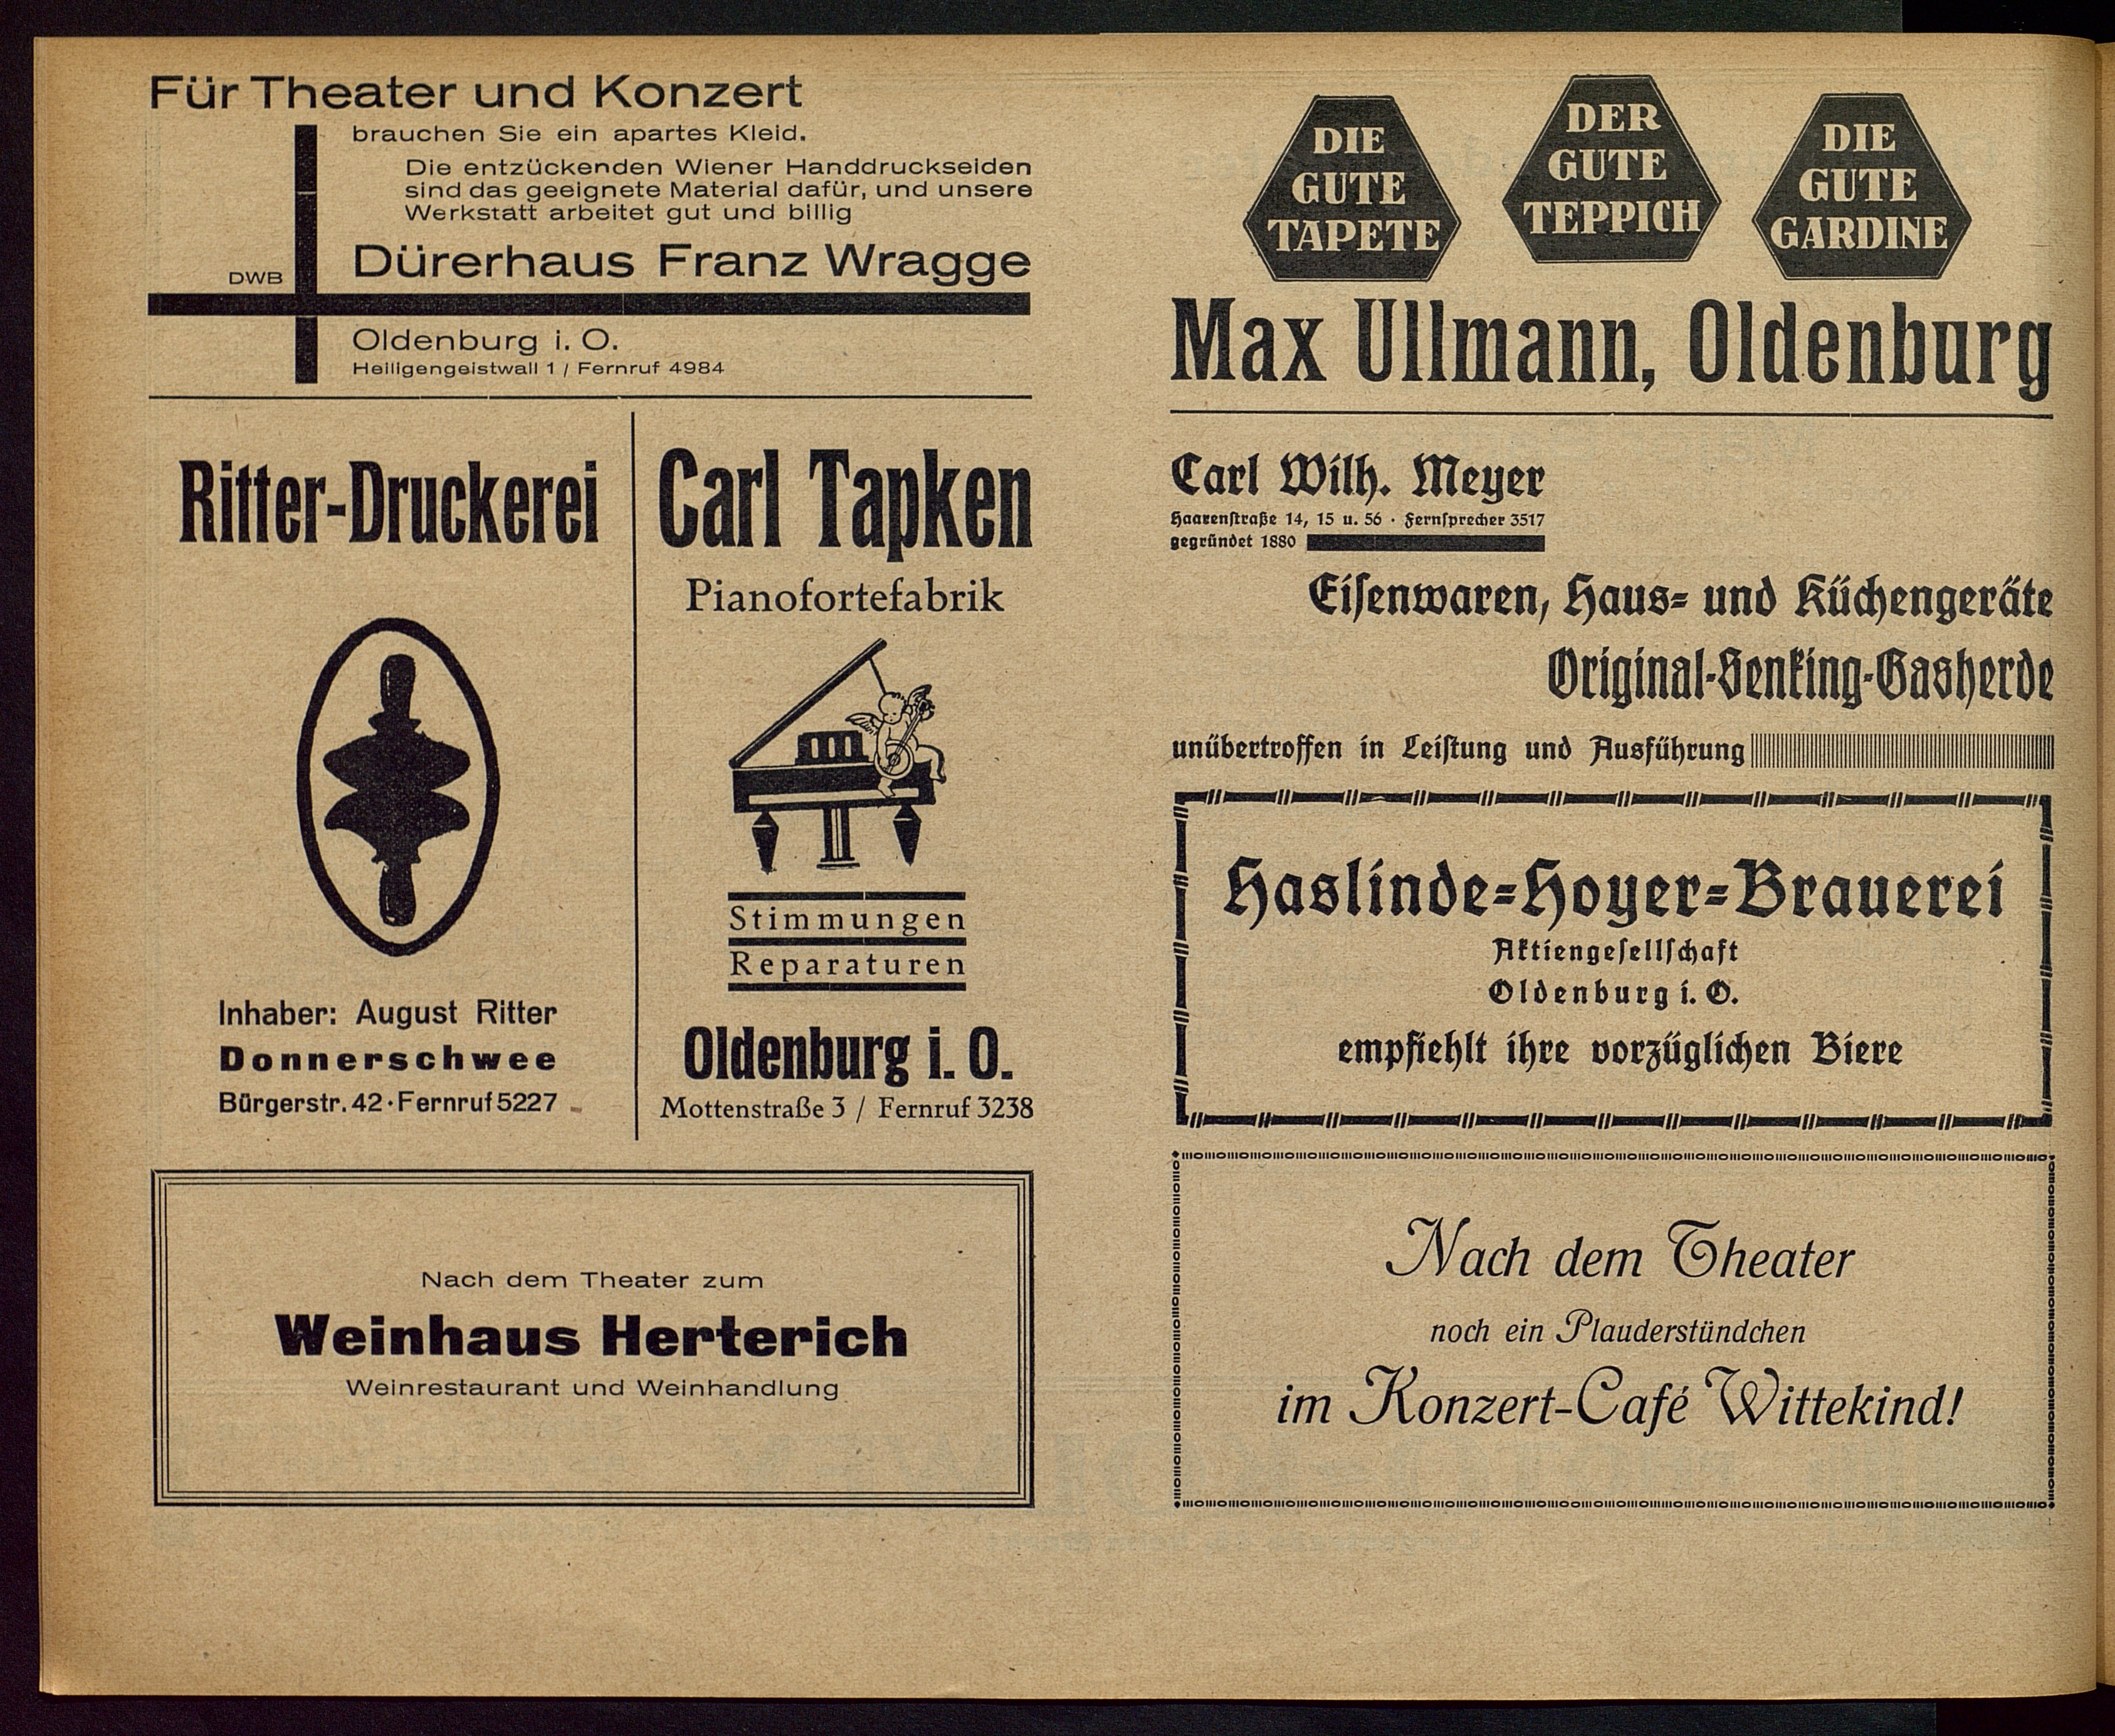 Für Theater und Konzert
brauchen Sie ein apartes Kleid.
Die entzückenden Wiener Handdruckseiden
sind das geeignete Material dafür, und unsere
Werkstatt arbeitet gut und billig
DWB
Dürerhaus Franz Wragge
Oldenburg i. O.
Heiligengeistwall 1 / Fernruf 4984
Ritter-Druckerei
Inhaber: August Ritter
Donnerschwee
Bürgerstr. 42 · Fernruf 5227
Carl Tapken
Pianofortefabrik
Stimmungen
Reparaturen
Oldenburg i. O.
Mottenstraße 3 / Fernruf 3238
Nach dem Theater zum
Weinhaus Herterich
Weinrestaurant und Weinhandlung
DIE
GUTE
TAPETE
DER
GUTE
TEPPICH
DIE
GUTE
GARDINE
Max Ullmann, Oldenburg
Carl Wilh. Meyer
Haarenſtraße 14, 15 u. 56 · Fernſprecher 3517
gegründet 1880
Eiſenwaren, Haus- und Küchengeräte
Original-Senking-Gasherde
unübertroffen in Leiſtung und Ausführung
Haslinde-Hoyer-Brauerei
Aktiengeſellſchaft
Oldenburg i. O.
empfiehlt ihre vorzüglichen Biere
Nach dem Theater
noch ein Plauderstündchen
im Konzert-Café Wittekind!